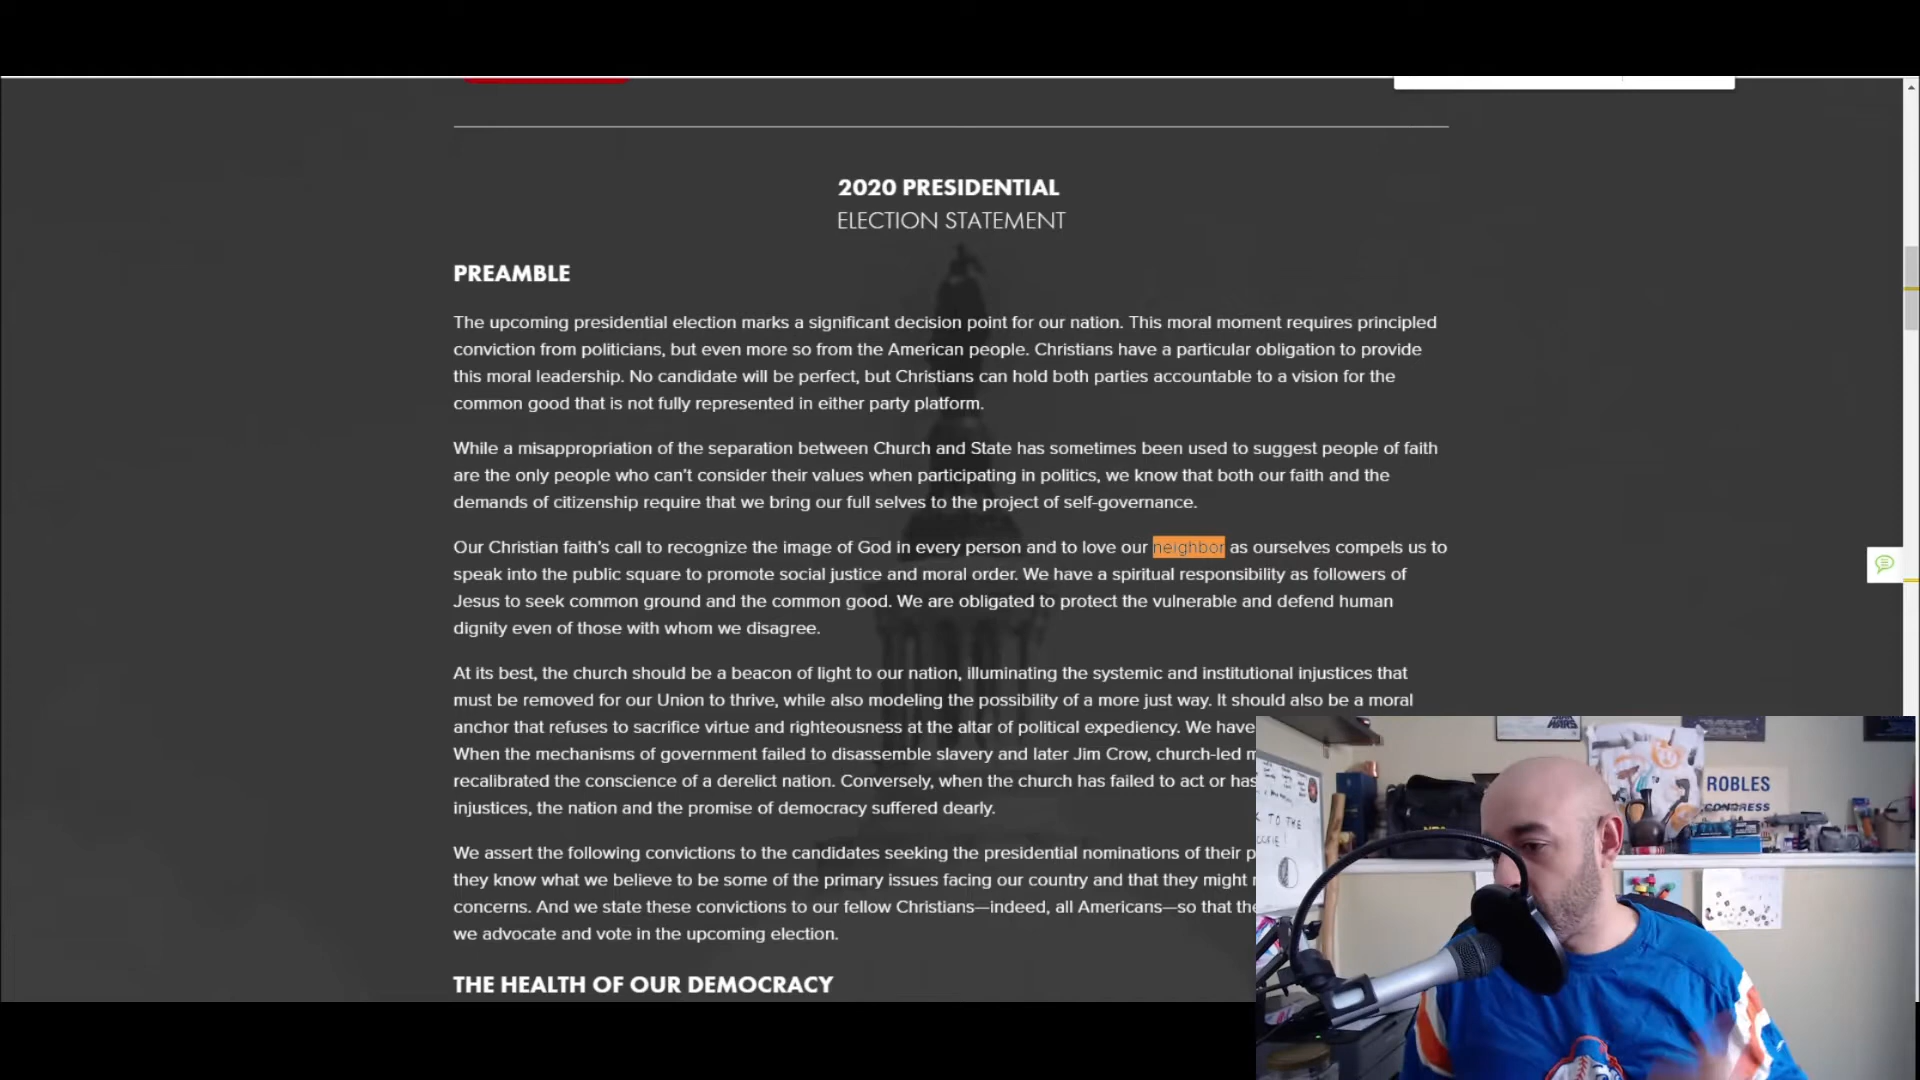 2020 PRESIDENTIAL
ELECTION STATEMENT
PREAMBLE
The upcoming presidential election marks a significant decision point for our nation. This moral moment requires principled
conviction from politicians, but even more so from the American people. Christians have a particular obligation to provide
this moral leadership. No candidate will be perfect, but Christians can hold both parties accountable to a vision for the
common good that is not fully represented in either party platform.
While a misappropriation of the separation between Church and State has sometimes been used to suggest people of faith
are the only people who can't consider their values when participating in politics, we know that both our faith and the
demands of citizenship require that we bring our full selves to the project of self-governance.
Our Christian faith's call to recognize the image of God in every person and to love our neighbor as ourselves compels us to
speak into the public square to promote social justice and moral order. We have a spiritual responsibility as followers of
Jesus to seek common ground and the common good. We are obligated to protect the vulnerable and defend human
dignity even of those with whom we disagree.
At its best, the church should be a beacon of light to our nation, illuminating the systemic and institutional injustices that
must be removed for our Union to thrive, while also modeling the possibility of a more just way. It should also be a moral
anchor that refuses to sacrifice virtue and righteousness at the altar of political expediency. We have
When the mechanisms of government failed to disassemble slavery and later Jim Crow, church-led
recalibrated the conscience of a derelict nation. Conversely, when the church has failed to act or has
injustices, the nation and the promise of democracy suffered dearly.
We assert the following convictions to the candidates seeking the presidential nominations of their
they know what we believe to be some of the primary issues facing our country and that they might
concerns. And we state these convictions to our fellow Christians—indeed, all Americans—so that
we advocate and vote in the upcoming election.
THE HEALTH OF OUR DEMOCRACY
ROBLES
CONGRESS
TO THE